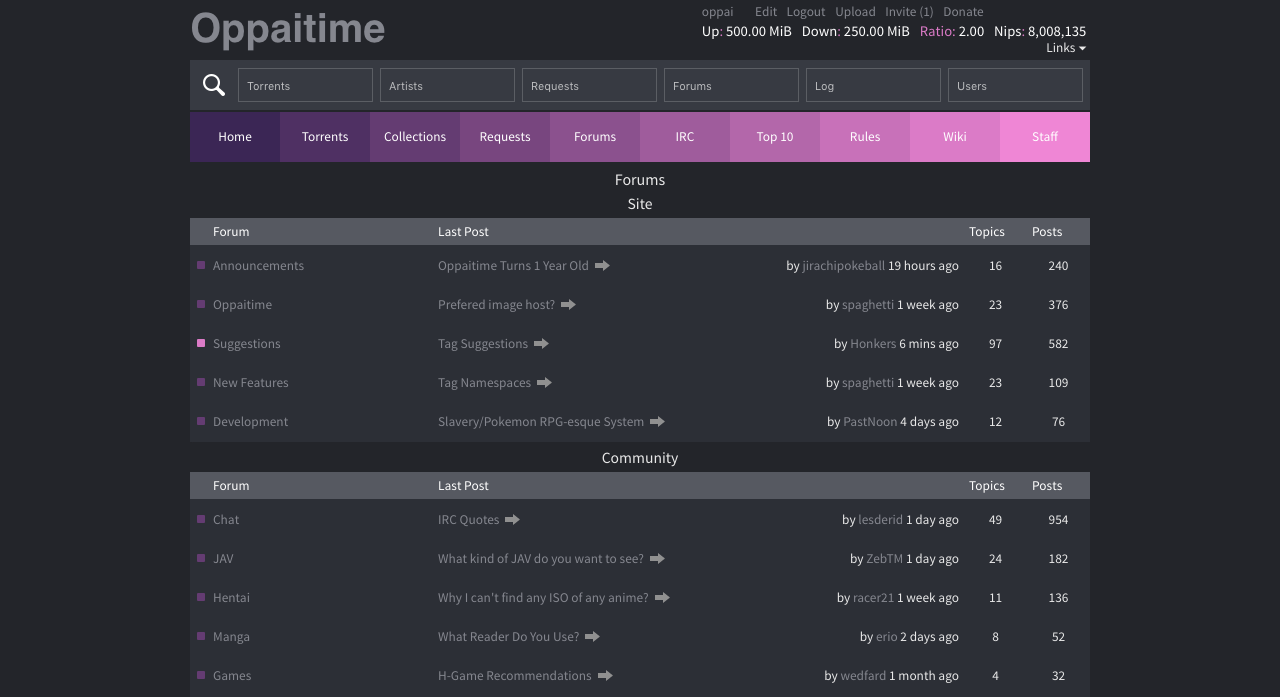 Oppaitime
oppai Edit Logout Upload Invite (1) Donate
Up: 500.00 MiB Down: 250.00 MiB Ratio: 2.00 Nips: 8,008,135
Links
Torrents Artists Requests Forums Log Users
Home Torrents Collections Requests Forums IRC Top 10 Rules Wiki Staff
Forums
Site
Forum Last Post Topics Posts
Announcements Oppaitime Turns 1 Year Old by jirachipokeball 19 hours ago 16 240
Oppaitime Prefered image host? by spaghetti 1 week ago 23 376
Suggestions Tag Suggestions by Honkers 6 mins ago 97 582
New Features Tag Namespaces by spaghetti 1 week ago 23 109
Development Slavery/Pokemon RPG-esque System by PastNoon 4 days ago 12 76
Community
Forum Last Post Topics Posts
Chat IRC Quotes by lesderid 1 day ago 49 954
JAV What kind of JAV do you want to see? by ZebTM 1 day ago 24 182
Hentai Why I can't find any ISO of any anime? by racer21 1 week ago 11 136
Manga What Reader Do You Use? by erio 2 days ago 8 52
Games H-Game Recommendations by wedfard 1 month ago 4 32